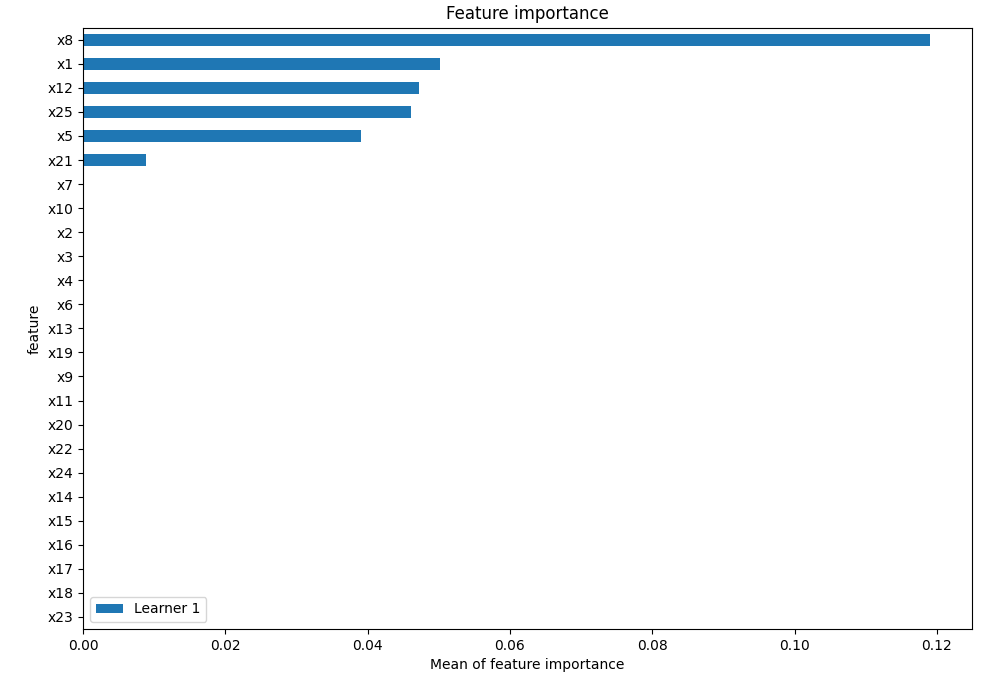 Feature importance
x8
x1
x12
x25
x5
x21
x7
x10
x2
x3
x4
x6
x13
x19
x9
x11
x20
x22
x24
x14
x15
x16
x17
x18
x23
feature
Learner 1
0.00 0.02 0.04 0.06 0.08 0.10 0.12
Mean of feature importance